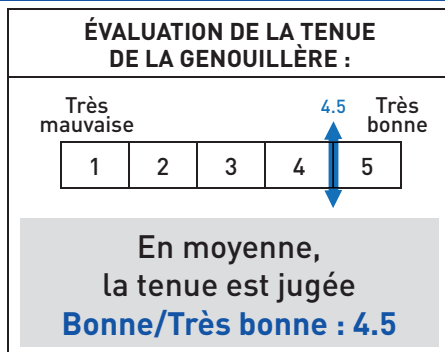 ÉVALUATION DE LA TENUE
DE LA GENOUILLÈRE :
Très
mauvaise
4.5
Très
bonne
1 2 3 4 5
En moyenne,
la tenue est jugée
Bonne/Très bonne : 4.5